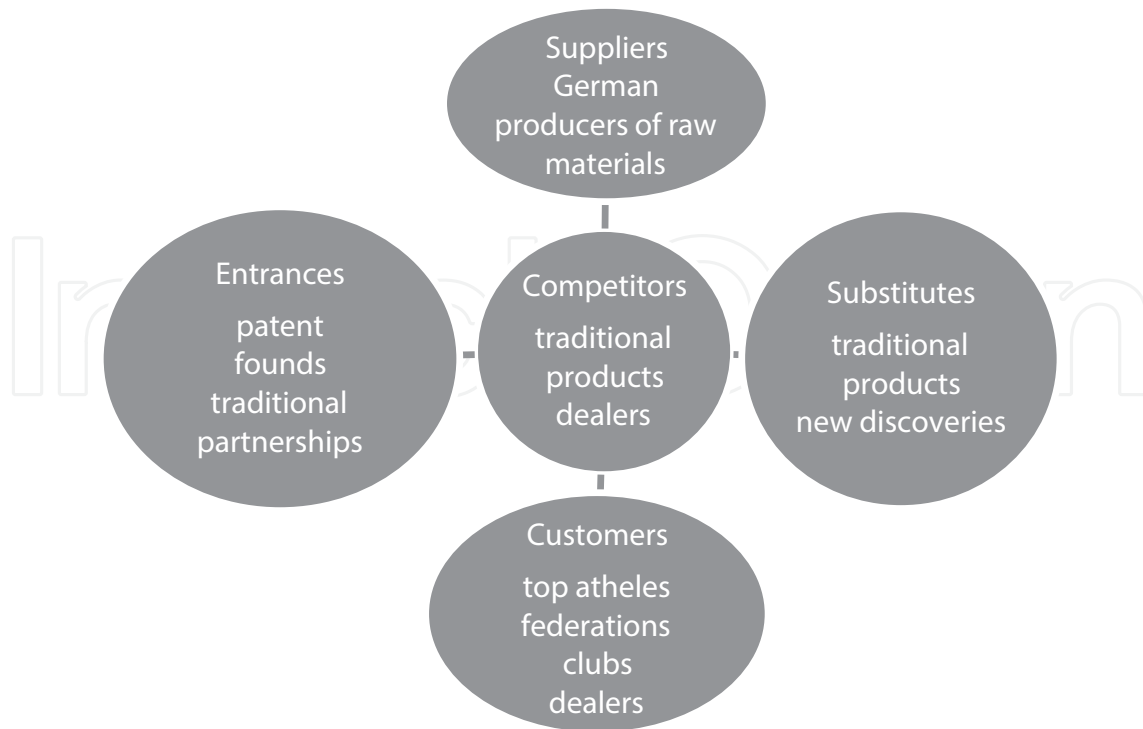 Suppliers
German
producers of raw
materials
Entrances
patent
founds
traditional
partnerships
Competitors
traditional
products
dealers
Substitutes
traditional
products
new discoveries
Customers
top atheles
federations
clubs
dealers